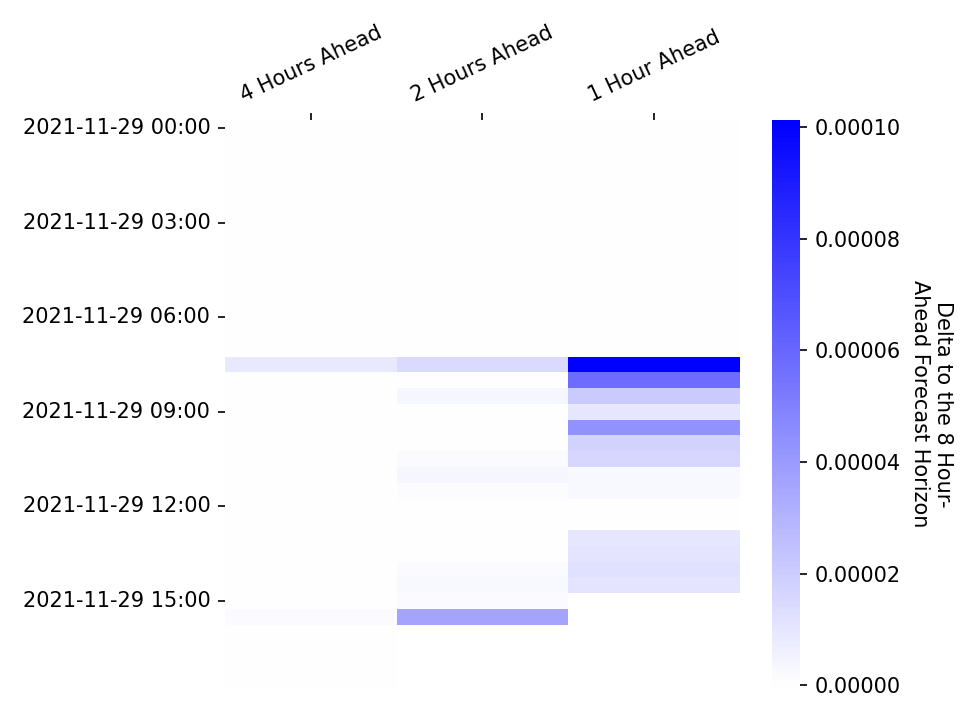 4 Hours Ahead
2 Hours Ahead
1 Hour Ahead
2021-11-29 00:00
2021-11-29 03:00
2021-11-29 06:00
2021-11-29 09:00
2021-11-29 12:00
2021-11-29 15:00
0.00010
0.00008
0.00006
0.00004
0.00002
0.00000
Delta to the 8 Hour-
Ahead Forecast Horizon